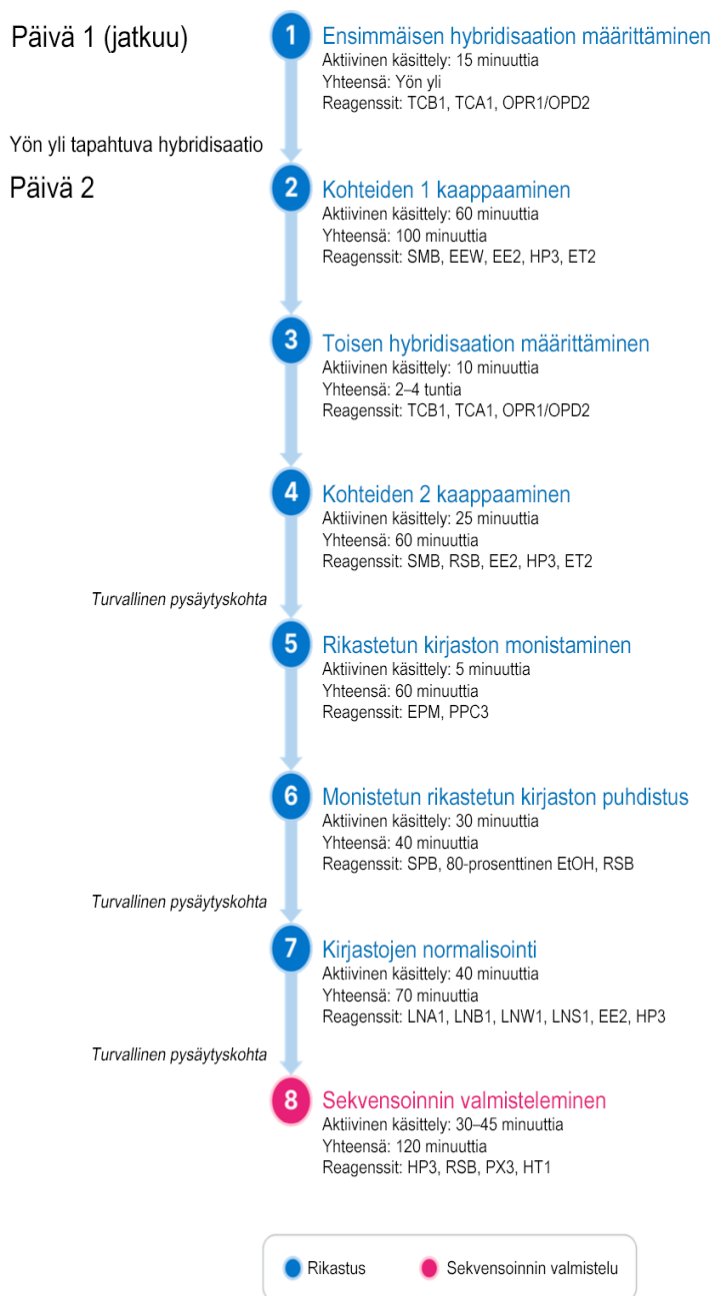 Päivä 1 (jatkuu)
1
Ensimmäisen hybridisaation määrittäminen
Aktiivinen käsittely: 15 minuuttia
Yhteensä: Yön yli
Reagenssit: TCB1, TCA1, OPR1/OPD2
Yön yli tapahtuva hybridisaatio
Päivä 2
2
Kohteiden 1 kaappaaminen
Aktiivinen käsittely: 60 minuuttia
Yhteensä: 100 minuuttia
Reagenssit: SMB, EEW, EE2, HP3, ET2
3
Toisen hybridisaation määrittäminen
Aktiivinen käsittely: 10 minuuttia
Yhteensä: 2–4 tuntia
Reagenssit: TCB1, TCA1, OPR1/OPD2
4
Kohteiden 2 kaappaaminen
Aktiivinen käsittely: 25 minuuttia
Yhteensä: 60 minuuttia
Reagenssit: SMB, RSB, EE2, HP3, ET2
Turvallinen pysäytyskohta
5
Rikastetun kirjaston monistaminen
Aktiivinen käsittely: 5 minuuttia
Yhteensä: 60 minuuttia
Reagenssit: EPM, PPC3
6
Monistetun rikastetun kirjaston puhdistus
Aktiivinen käsittely: 30 minuuttia
Yhteensä: 40 minuuttia
Reagenssit: SPB, 80-prosenttinen EtOH, RSB
Turvallinen pysäytyskohta
7
Kirjastojen normalisointi
Aktiivinen käsittely: 40 minuuttia
Yhteensä: 70 minuuttia
Reagenssit: LNA1, LNB1, LNW1, LNS1, EE2, HP3
Turvallinen pysäytyskohta
8
Sekvensoinnin valmisteleminen
Aktiivinen käsittely: 30–45 minuuttia
Yhteensä: 120 minuuttia
Reagenssit: HP3, RSB, PX3, HT1
Rikastus
Sekvensoinnin valmistelu